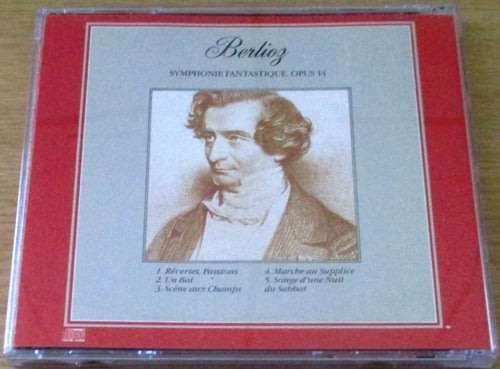 Berlioz
SYMPHONIE FANTASTIQUE, OPUS 14
1. Rêveries, Passions
2. Un Bal
3. Scène aux Champs
4. Marche au Supplice
5. Songe d'une Nuit
du Sabbat